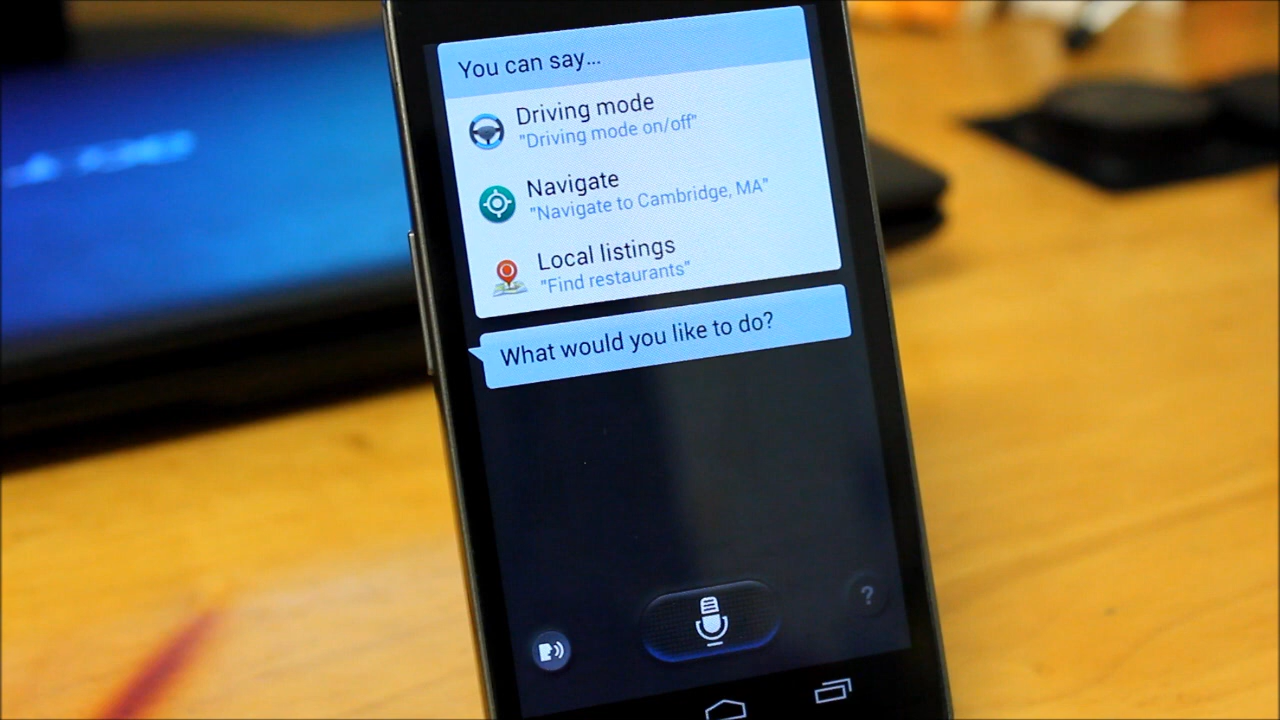 You can say...
Driving mode
"Driving mode on/off"
Navigate
"Navigate to Cambridge, MA"
Local listings
"Find restaurants"
What would you like to do?
?